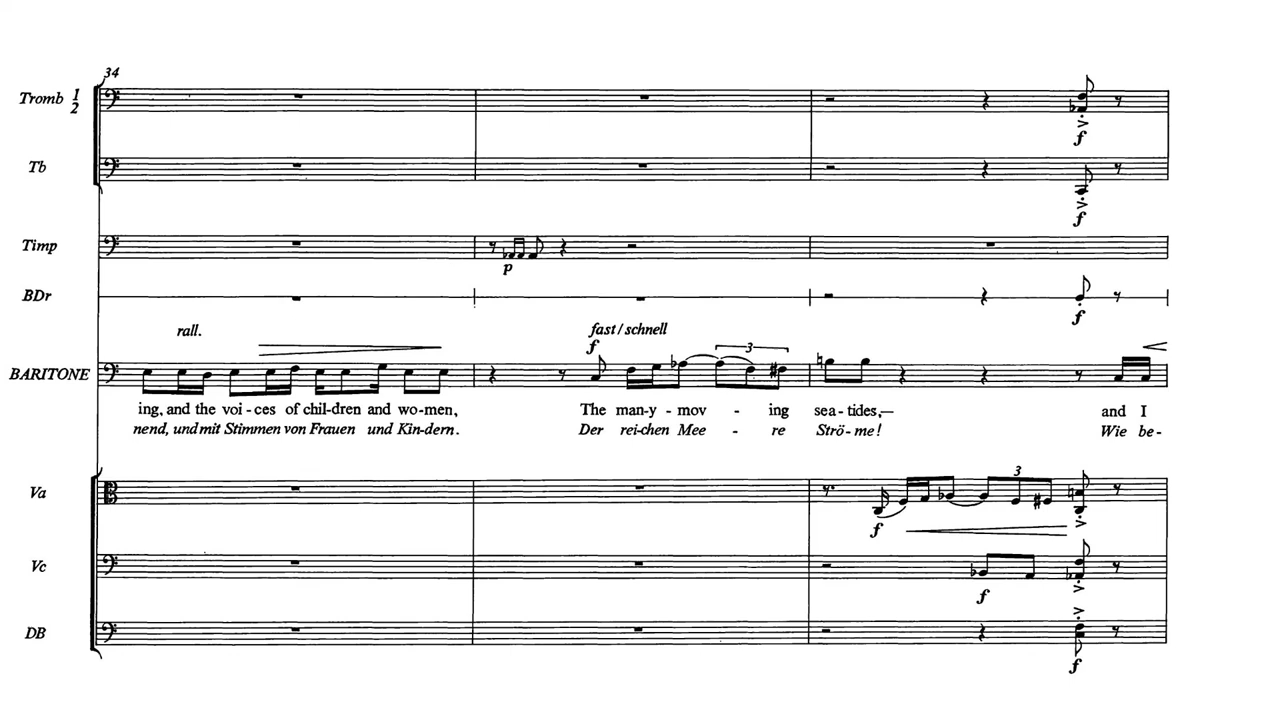 34
Tromb 1 2
f
Tb
f
Timp
p
BDr
f
rall.
fast / schnell
f
3
BARITONE
ing, and the voi - ces of chil-dren and wo-men, The man-y - mov - ing sea-tides,— and I
nend, und mit Stimmen von Frauen und Kin-dern. Der rei-chen Mee - re Strö-me! Wie be-
3
Va
f
Vc
f
DB
f